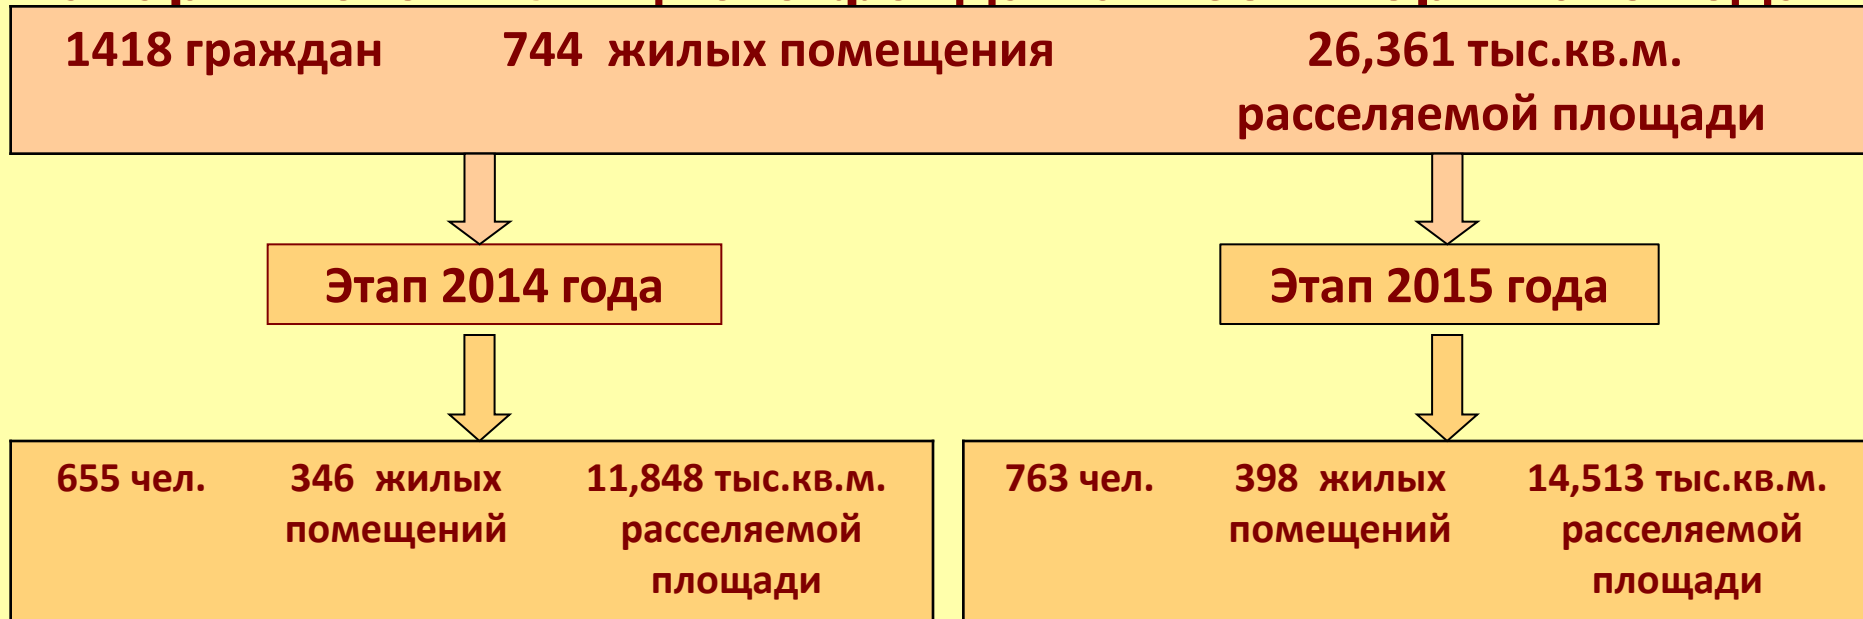 1418 граждан 744 жилых помещения 26,361 тыс.кв.м.
расселяемой площади
Этап 2014 года Этап 2015 года
655 чел. 346 жилых 11,848 тыс.кв.м.
помещений расселяемой
площади
763 чел. 398 жилых 14,513 тыс.кв.м.
помещений расселяемой
площади